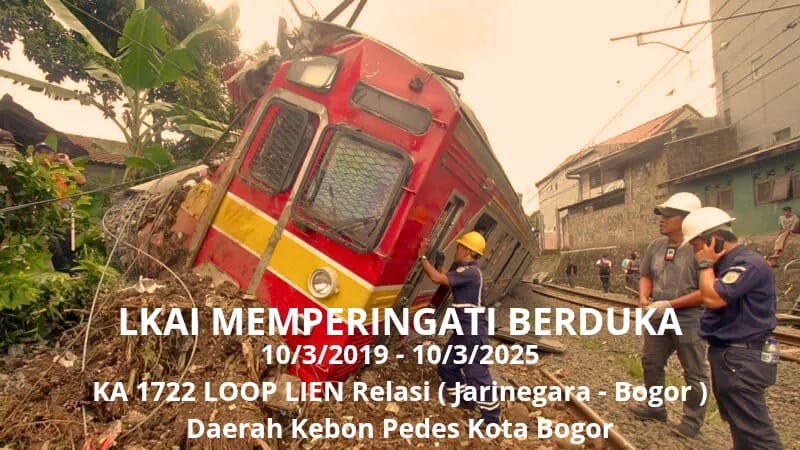 LKAI MEMPERINGATI BERDUKA
10/3/2019 - 10/3/2025
KA 1722 LOOP LIEN Relasi ( Jarinegara - Bogor )
Daerah Kebon Pedes Kota Bogor